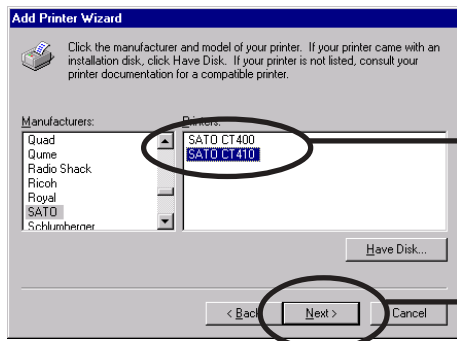 Add Printer Wizard
Click the manufacturer and model of your printer. If your printer came with an
installation disk, click Have Disk. If your printer is not listed, consult your
printer documentation for a compatible printer.
Manufacturers:
Printers:
Quad
Qume
Radio Shack
Ricoh
Royal
SATO
Schlumberger
SATO CT400
SATO CT410
Have Disk...
< Back
Next >
Cancel